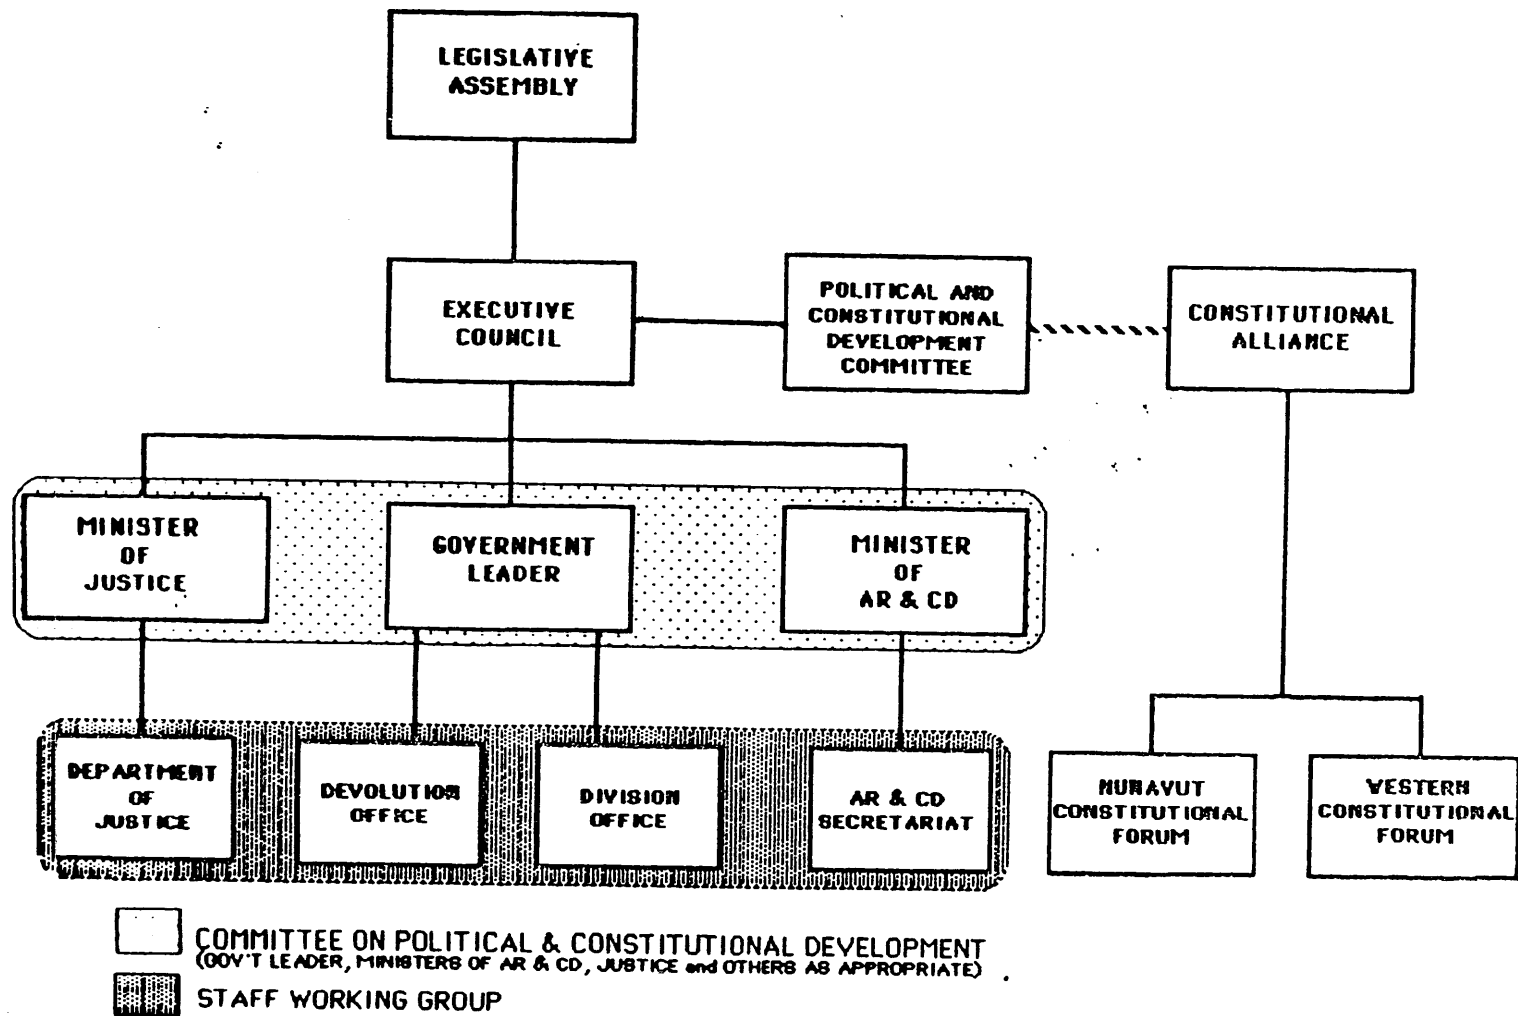 LEGISLATIVE
ASSEMBLY
EXECUTIVE
COUNCIL
POLITICAL AND
CONSTITUTIONAL
DEVELOPMENT
COMMITTEE
CONSTITUTIONAL
ALLIANCE
MINISTER
OF
JUSTICE
GOVERNMENT
LEADER
MINISTER
OF
AR & CD
DEPARTMENT
OF
JUSTICE
DEVOLUTION
OFFICE
DIVISION
OFFICE
AR & CD
SECRETARIAT
NUNAVUT
CONSTITUTIONAL
FORUM
WESTERN
CONSTITUTIONAL
FORUM
COMMITTEE ON POLITICAL & CONSTITUTIONAL DEVELOPMENT
(GOV'T LEADER, MINISTERS OF AR & CD, JUSTICE and OTHERS AS APPROPRIATE)
STAFF WORKING GROUP